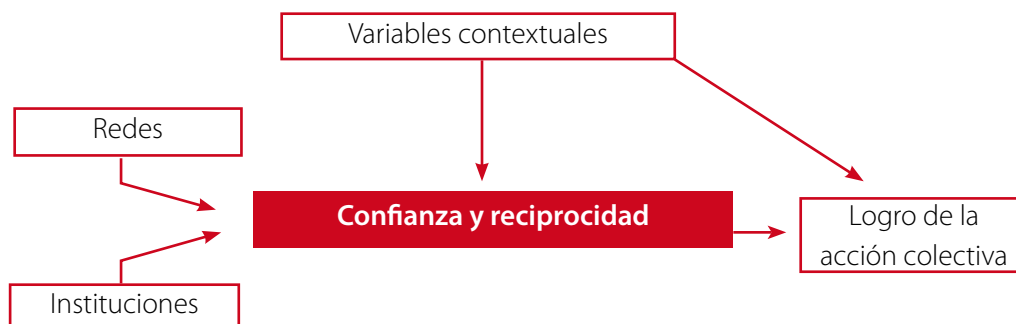 Variables contextuales
Redes
Confianza y reciprocidad
Logro de la
acción colectiva
Instituciones